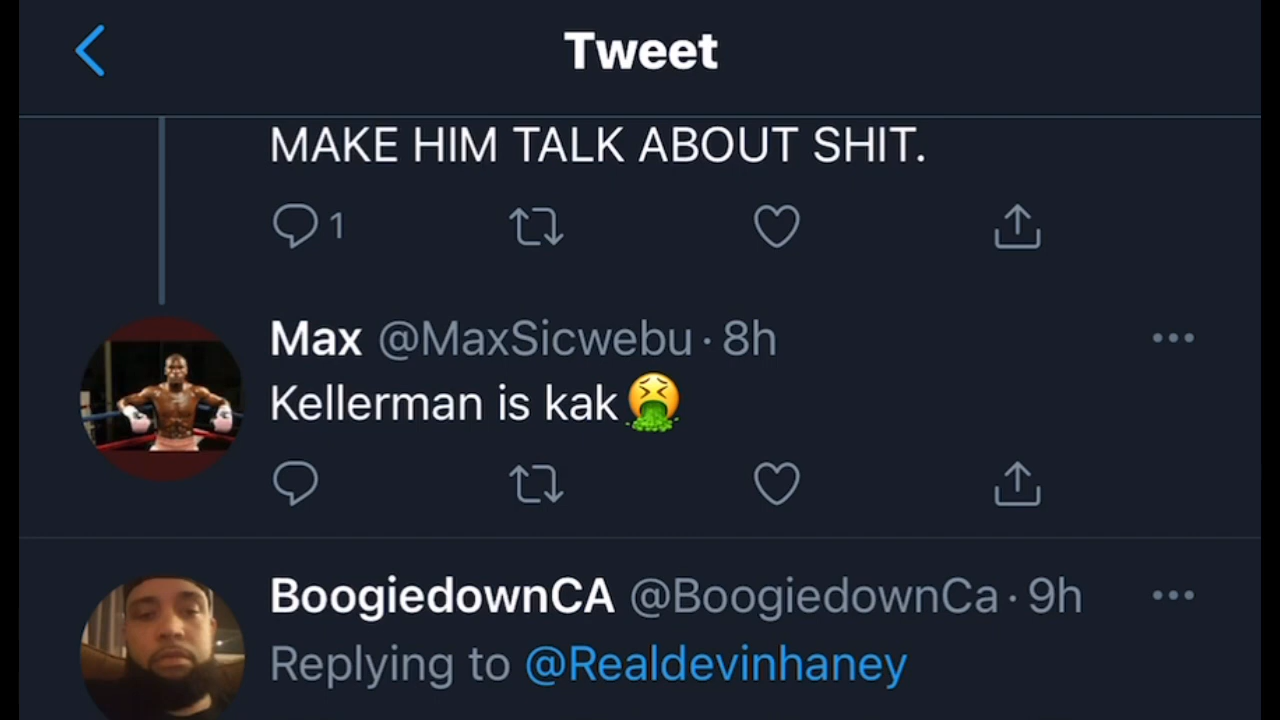 Tweet
MAKE HIM TALK ABOUT SHIT.
1
Max @MaxSicwebu · 8h
Kellerman is kak🤮
BoogiedownCA @BoogiedownCa · 9h
Replying to @Realdevinhaney